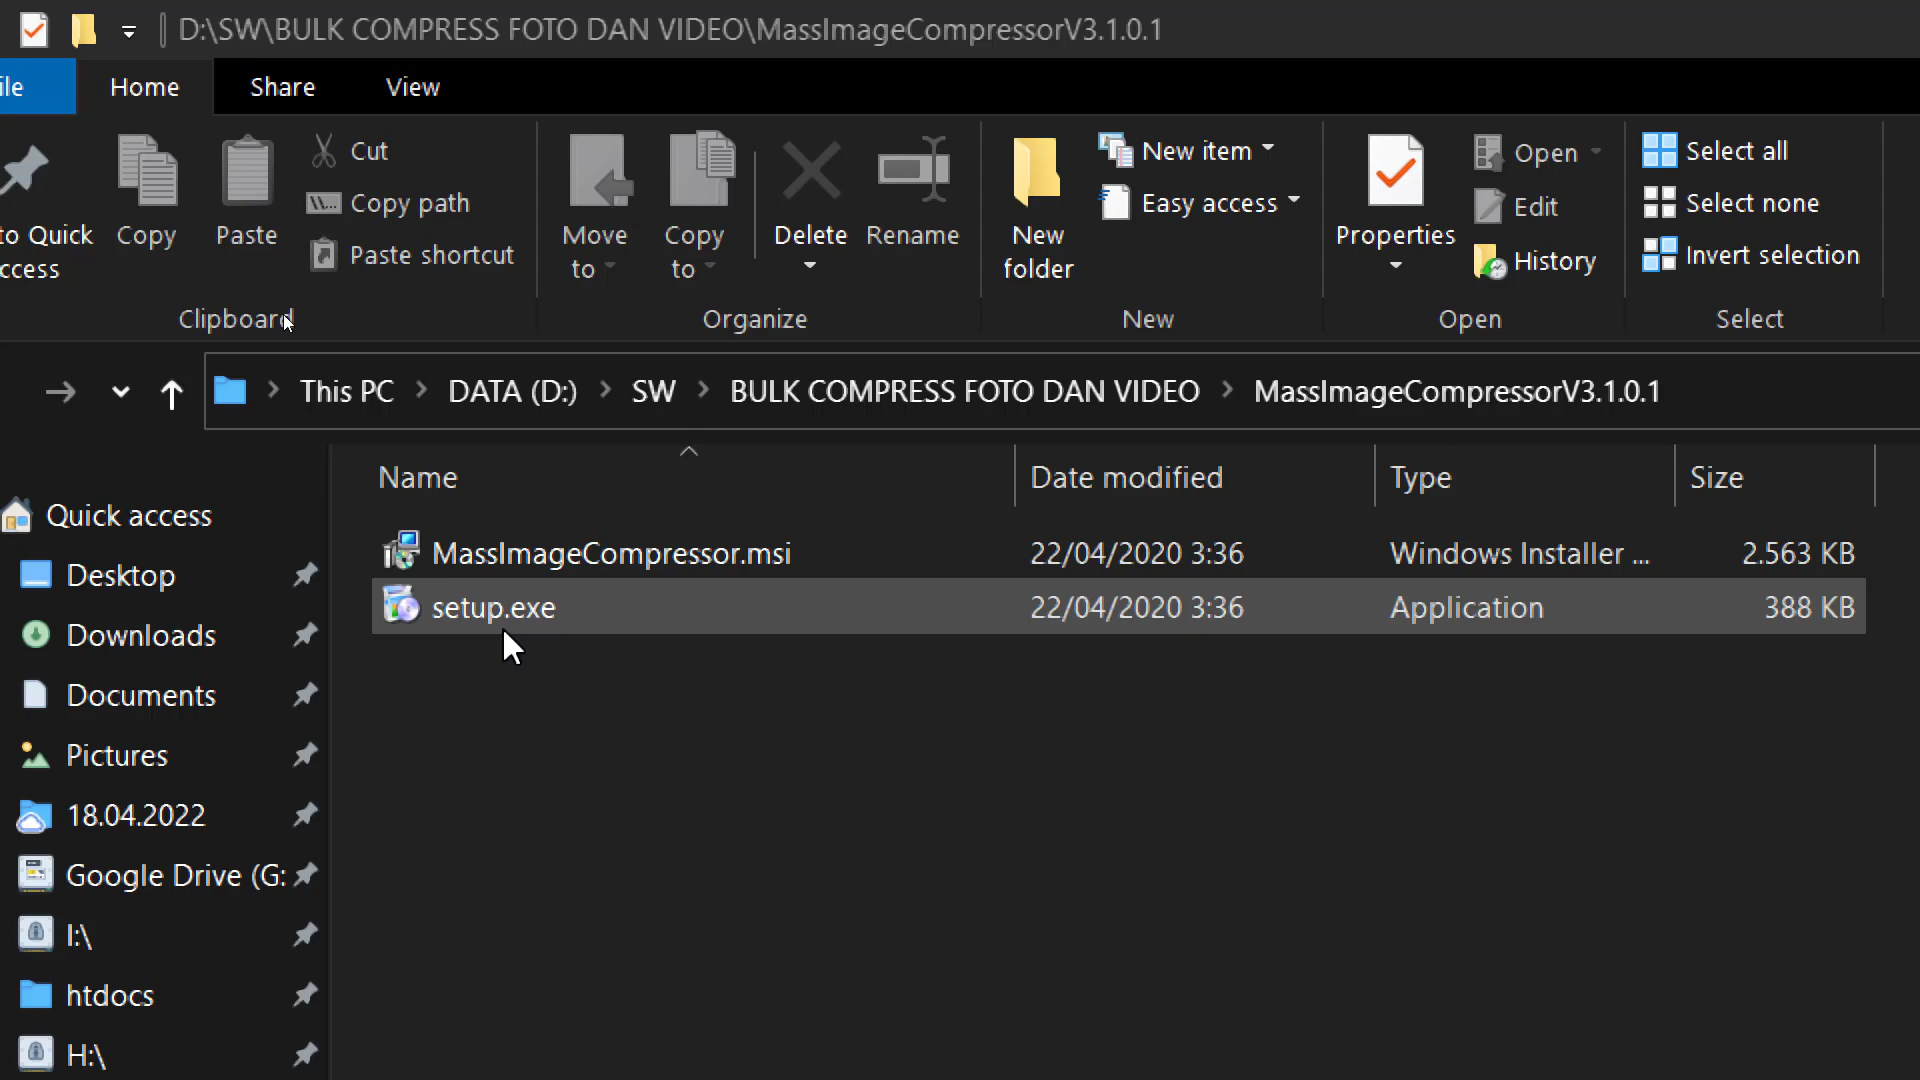 D:\SW\BULK COMPRESS FOTO DAN VIDEO\MassImageCompressorV3.1.0.1
ile
Home
Share
View
to Quick
ccess
Copy
Paste
Cut
Copy path
Paste shortcut
Clipboard
Move
to
Copy
to
Delete
Rename
Organize
New
folder
New item
Easy access
New
Properties
Open
Edit
History
Open
Select all
Select none
Invert selection
Select
This PC > DATA (D:) > SW > BULK COMPRESS FOTO DAN VIDEO > MassImageCompressorV3.1.0.1
Name Date modified Type Size
MassImageCompressor.msi 22/04/2020 3:36 Windows Installer ... 2.563 KB
setup.exe 22/04/2020 3:36 Application 388 KB
Quick access
Desktop
Downloads
Documents
Pictures
18.04.2022
Google Drive (G:
I:\
htdocs
H:\